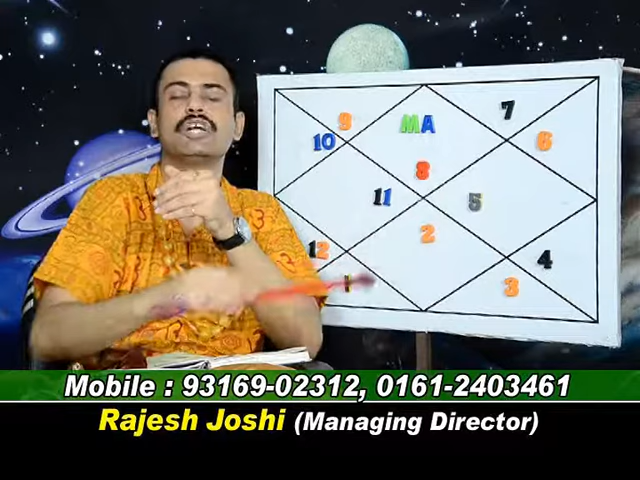 9 MA 7
10 6
8
11 5
2
12 4
1 3
Mobile : 93169-02312, 0161-2403461
Rajesh Joshi (Managing Director)